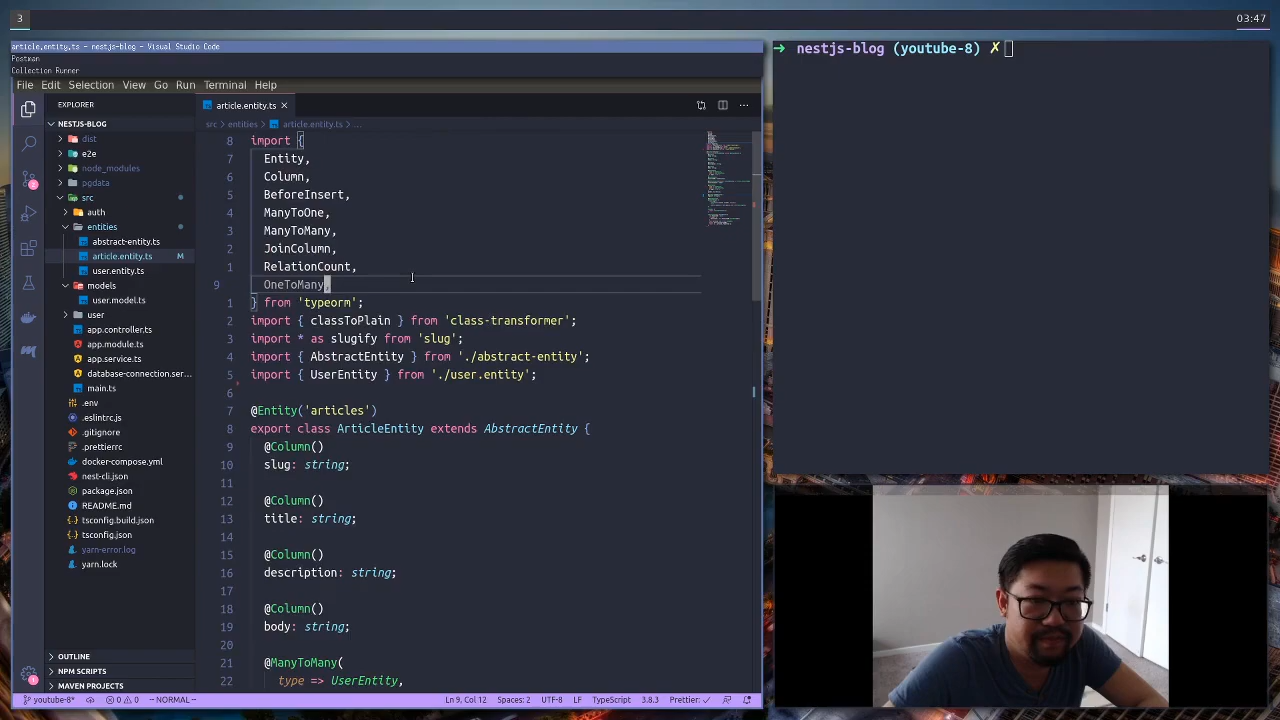 3
03:47
article.entity.ts - nestjs-blog - Visual Studio Code
Postman
Collection Runner
File Edit Selection View Go Run Terminal Help
EXPLORER
NESTJS-BLOG
dist
e2e
node_modules
pgdata
src
auth
entities
abstract-entity.ts
article.entity.ts M
user.entity.ts
models
user.model.ts
user
app.controller.ts
app.module.ts
app.service.ts
database-connection.ser...
main.ts
.env
.eslintrc.js
.gitignore
.prettierrc
docker-compose.yml
nest-cli.json
package.json
README.md
tsconfig.build.json
tsconfig.json
yarn-error.log
yarn.lock
OUTLINE
NPM SCRIPTS
MAVEN PROJECTS
2
1
article.entity.ts
src > entities > article.entity.ts > ...
8 import {
7 Entity,
6 Column,
5 BeforeInsert,
4 ManyToOne,
3 ManyToMany,
2 JoinColumn,
1 RelationCount,
9 OneToMany,
1 } from 'typeorm';
2 import { classToPlain } from 'class-transformer';
3 import * as slugify from 'slug';
4 import { AbstractEntity } from './abstract-entity';
5 import { UserEntity } from './user.entity';
6
7 @Entity('articles')
8 export class ArticleEntity extends AbstractEntity {
9 @Column()
10 slug: string;
11
12 @Column()
13 title: string;
14
15 @Column()
16 description: string;
17
18 @Column()
19 body: string;
20
21 @ManyToMany(
22 type => UserEntity,
youtube-8* 0 0 -- NORMAL -- Ln 9, Col 12 Spaces: 2 UTF-8 LF TypeScript 3.8.3 Prettier: ✓
➜ nestjs-blog (youtube-8) ✗